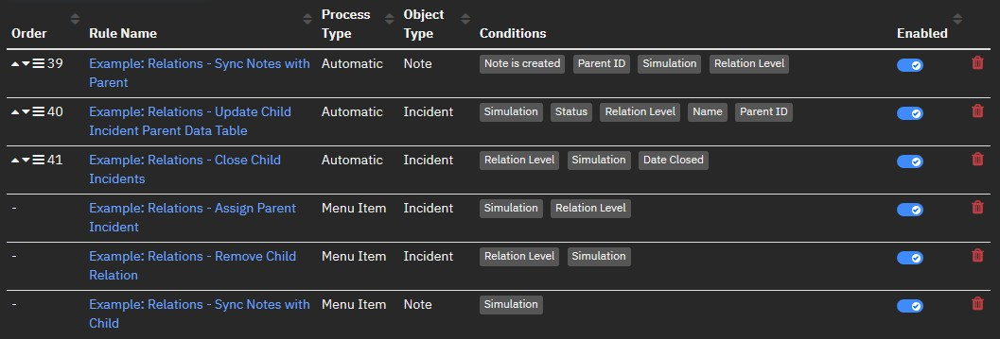 Order Rule Name Process Type Object Type Conditions Enabled
39 Example: Relations - Sync Notes with Parent Automatic Note Note is created Parent ID Simulation Relation Level
40 Example: Relations - Update Child Incident Parent Data Table Automatic Incident Simulation Status Relation Level Name Parent ID
41 Example: Relations - Close Child Incidents Automatic Incident Relation Level Simulation Date Closed
- Example: Relations - Assign Parent Incident Menu Item Incident Simulation Relation Level
- Example: Relations - Remove Child Relation Menu Item Incident Relation Level Simulation
- Example: Relations - Sync Notes with Child Menu Item Note Simulation